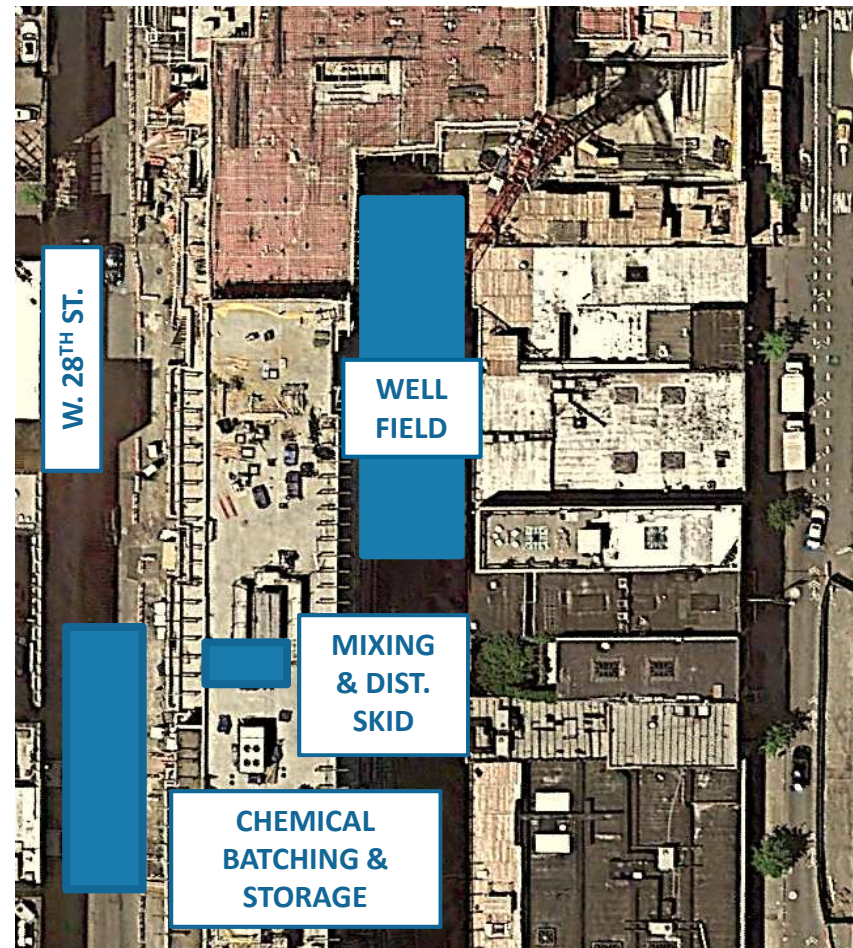 W. 28TH ST.
WELL
FIELD
MIXING
& DIST.
SKID
CHEMICAL
BATCHING &
STORAGE